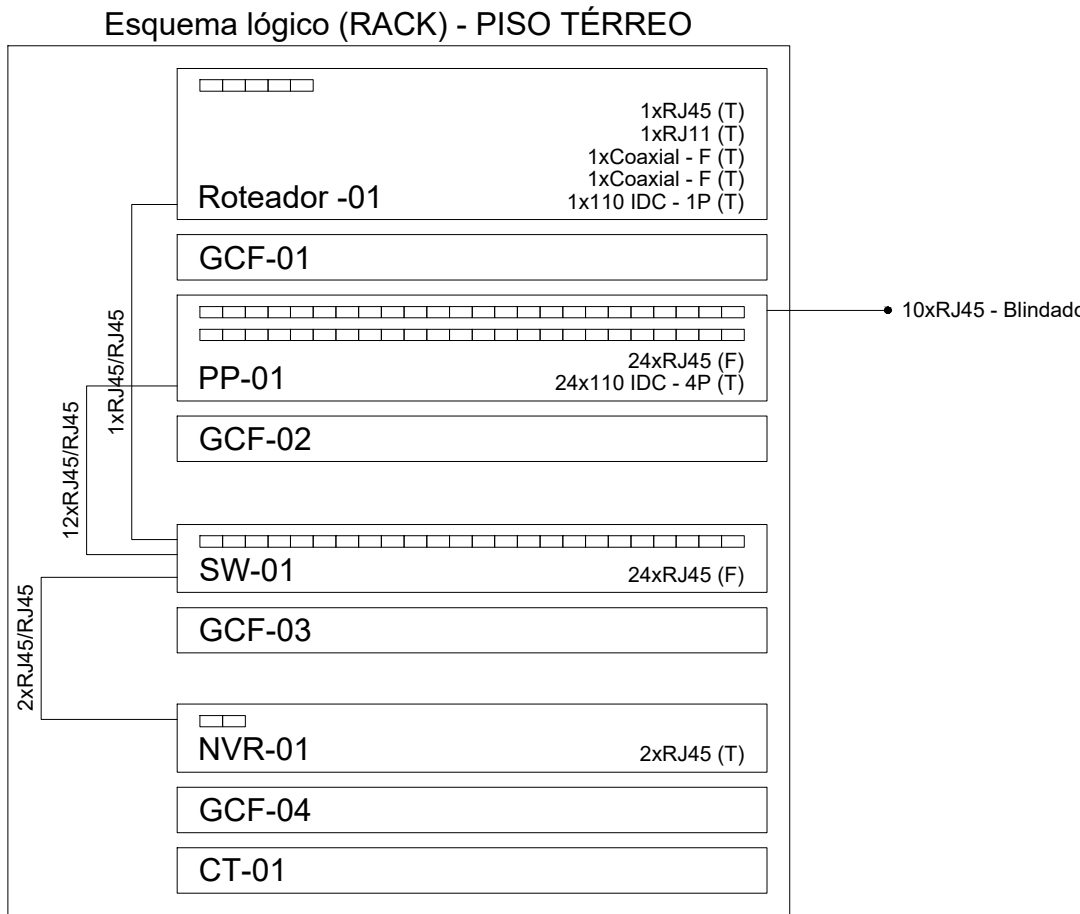 Esquema lógico (RACK) - PISO TÉRREO
1xRJ45 (T)
1xRJ11 (T)
1xCoaxial - F (T)
1xCoaxial - F (T)
Roteador -01
1x110 IDC - 1P (T)
GCF-01
10xRJ45 - Blindado
24xRJ45 (F)
PP-01
24x110 IDC - 4P (T)
1xRJ45/RJ45
12xRJ45/RJ45
GCF-02
SW-01
24xRJ45 (F)
2xRJ45/RJ45
GCF-03
NVR-01
2xRJ45 (T)
GCF-04
CT-01